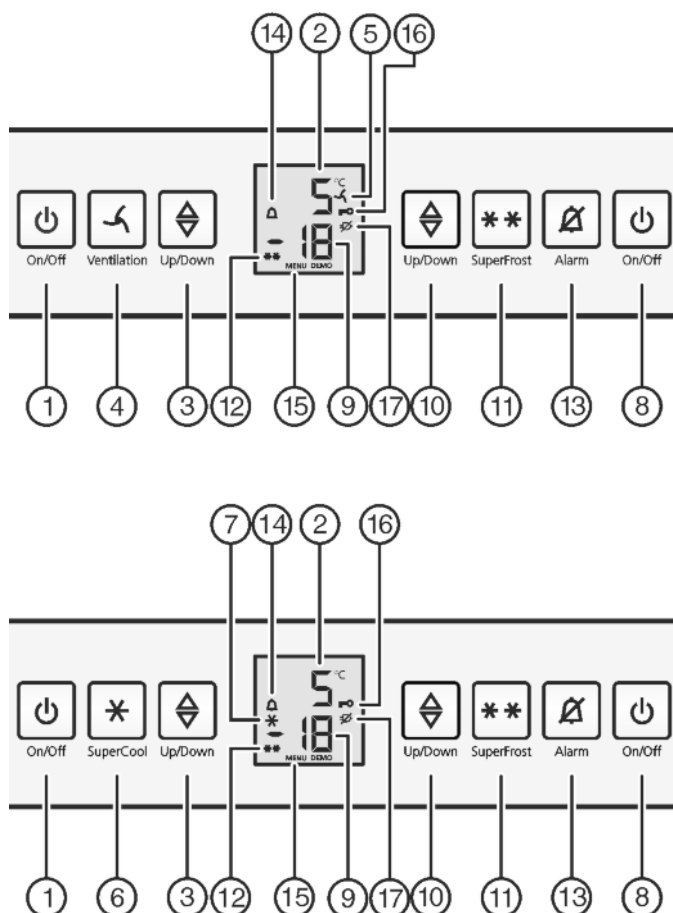 14 2 5 16
5 °C
18
MENU DEMO
On/Off Ventilation Up/Down Up/Down SuperFrost Alarm On/Off
1 4 3 12 15 9 17 10 11 13 8
7 14 2 16
5 °C
18
MENU DEMO
On/Off SuperCool Up/Down Up/Down SuperFrost Alarm On/Off
1 6 3 12 15 9 17 10 11 13 8